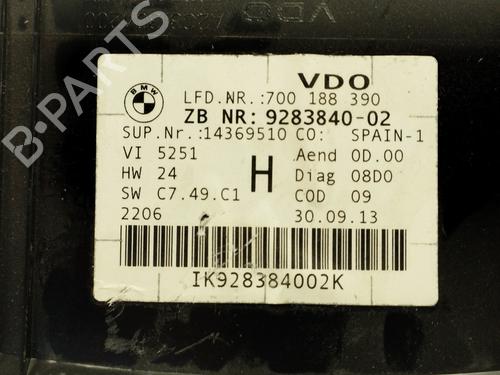 VDO
B-PARTS
BMW
VDO
LFD.NR.:700 188 390
ZB NR: 9283840-02
SUP.Nr.:14369510 CO: SPAIN-1
VI 5251 Aend 0D.00
HW 24 H Diag 08D0
SW C7.49.C1 COD 09
2206 30.09.13
IK928384002K